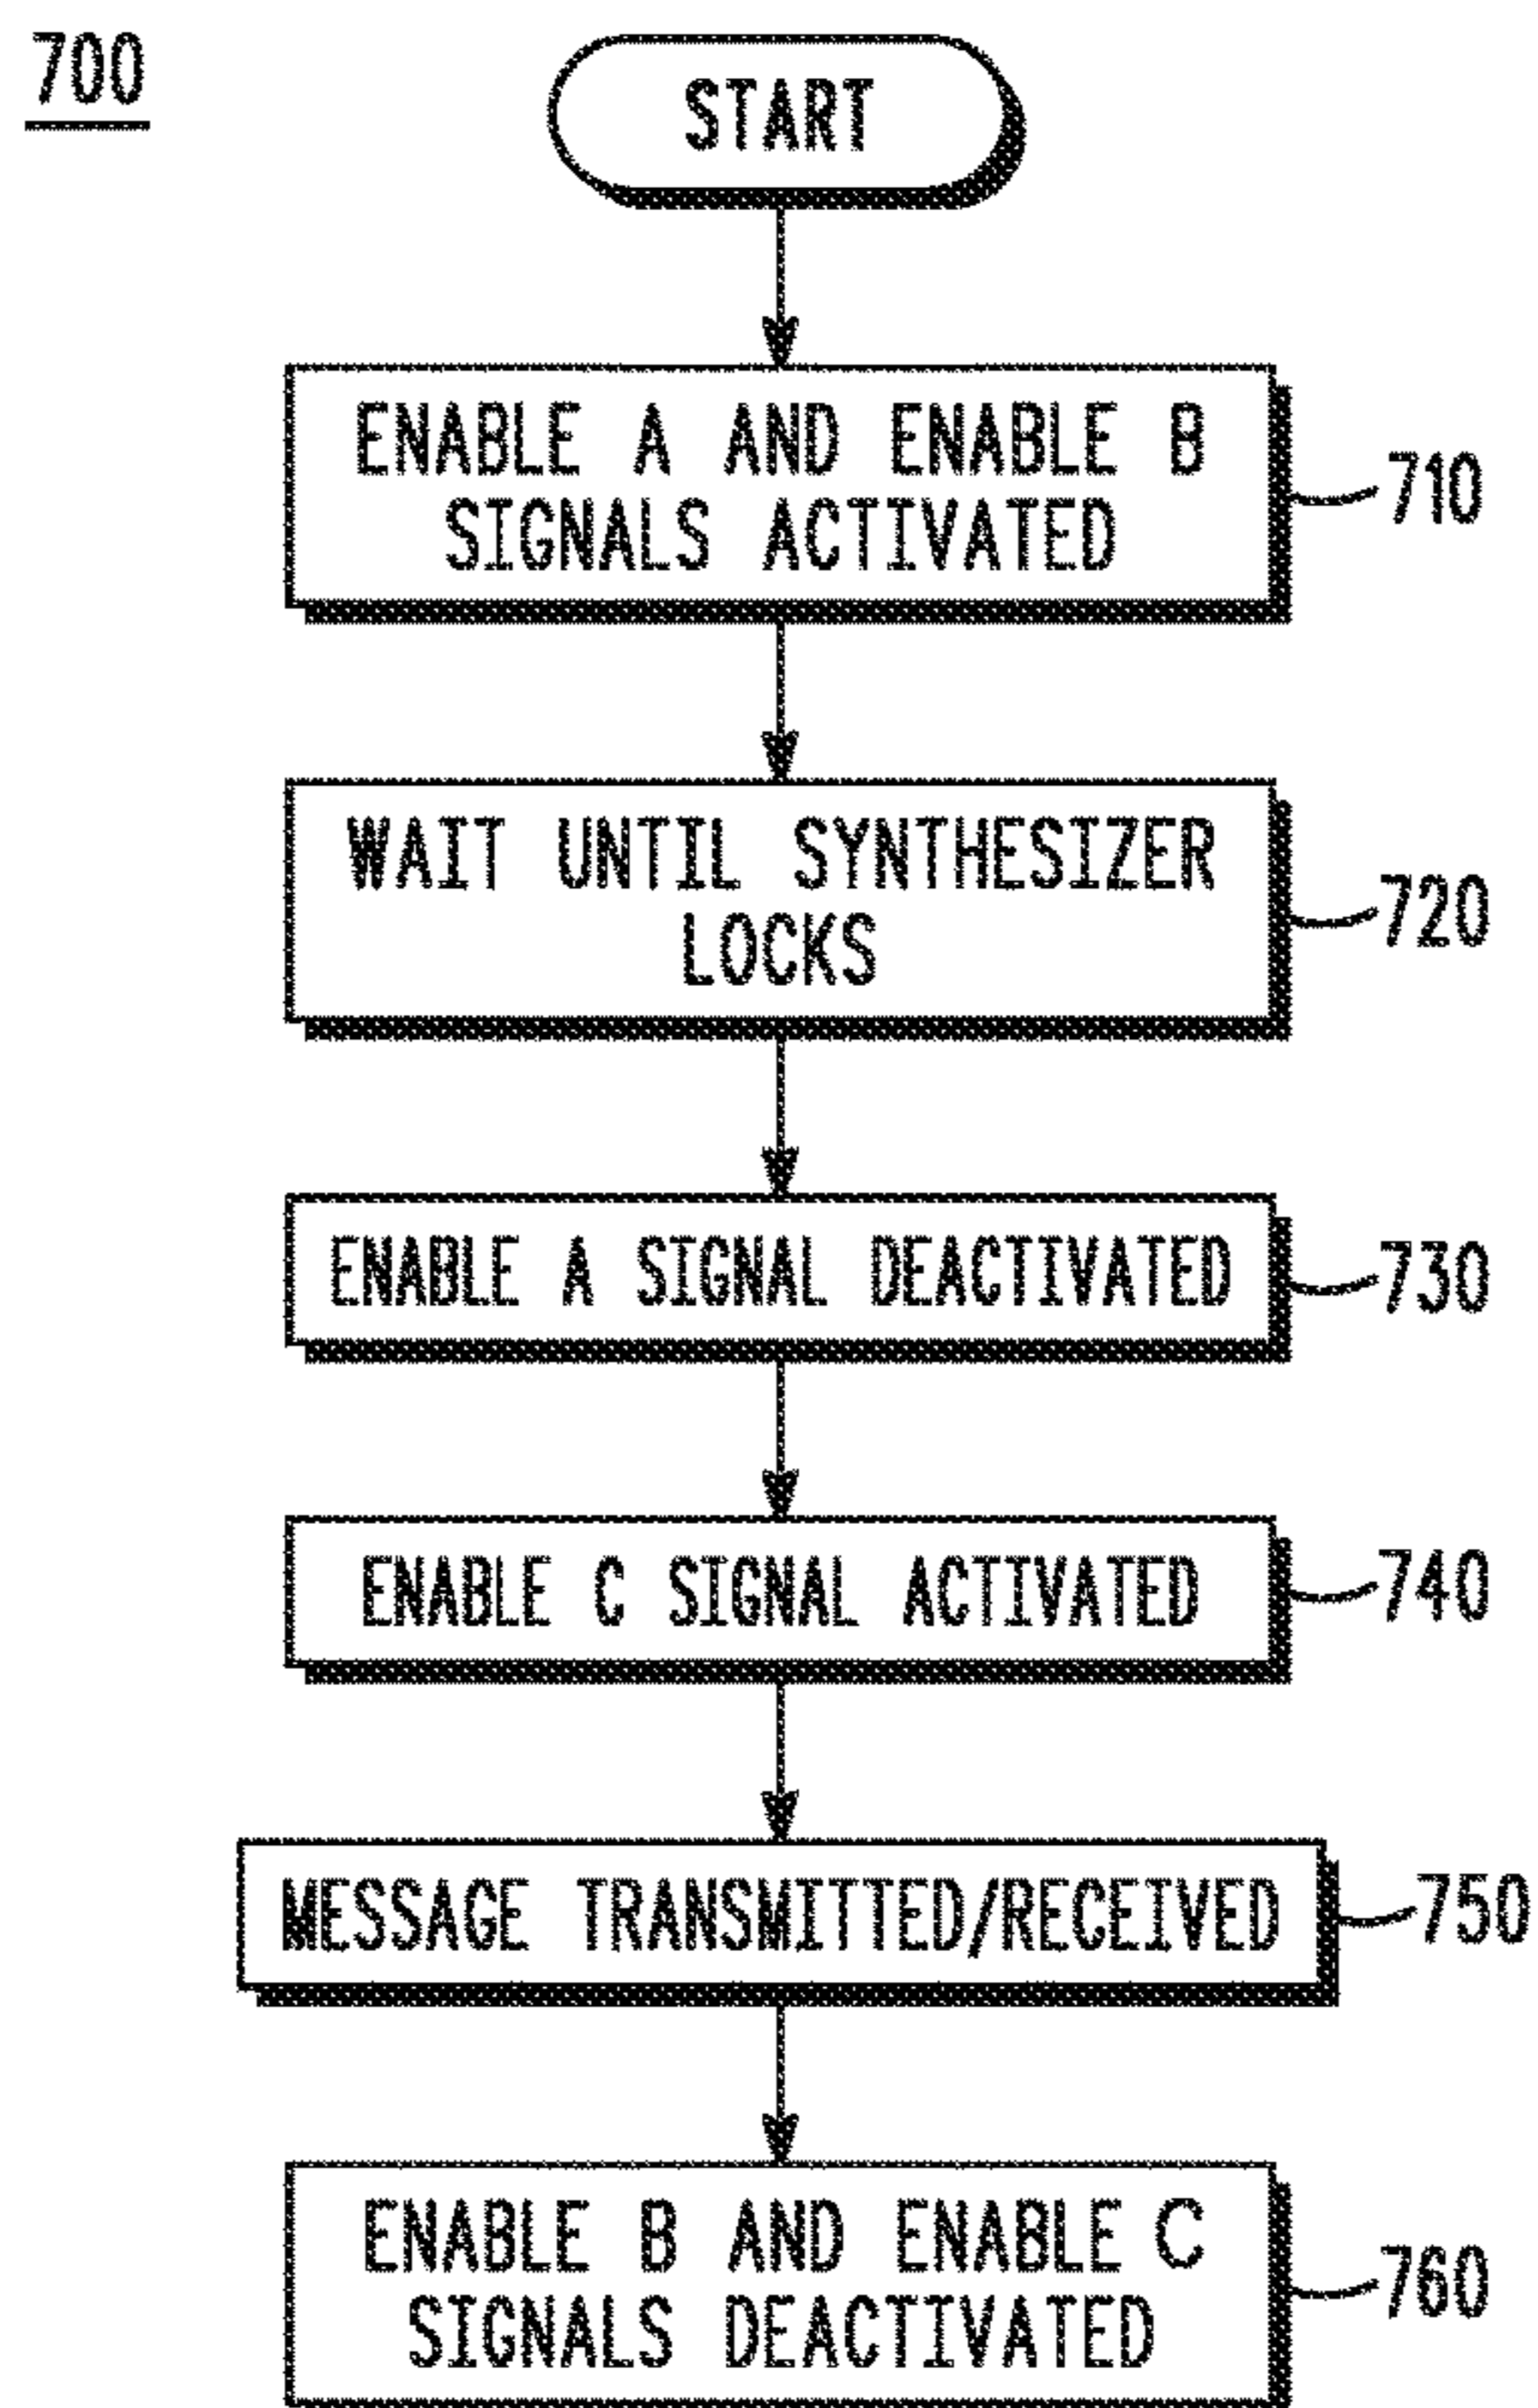 700
START
ENABLE A AND ENABLE B
SIGNALS ACTIVATED
710
WAIT UNTIL SYNTHESIZER
LOCKS
720
ENABLE A SIGNAL DEACTIVATED
730
ENABLE C SIGNAL ACTIVATED
740
MESSAGE TRANSMITTED/RECEIVED
750
ENABLE B AND ENABLE C
SIGNALS DEACTIVATED
760